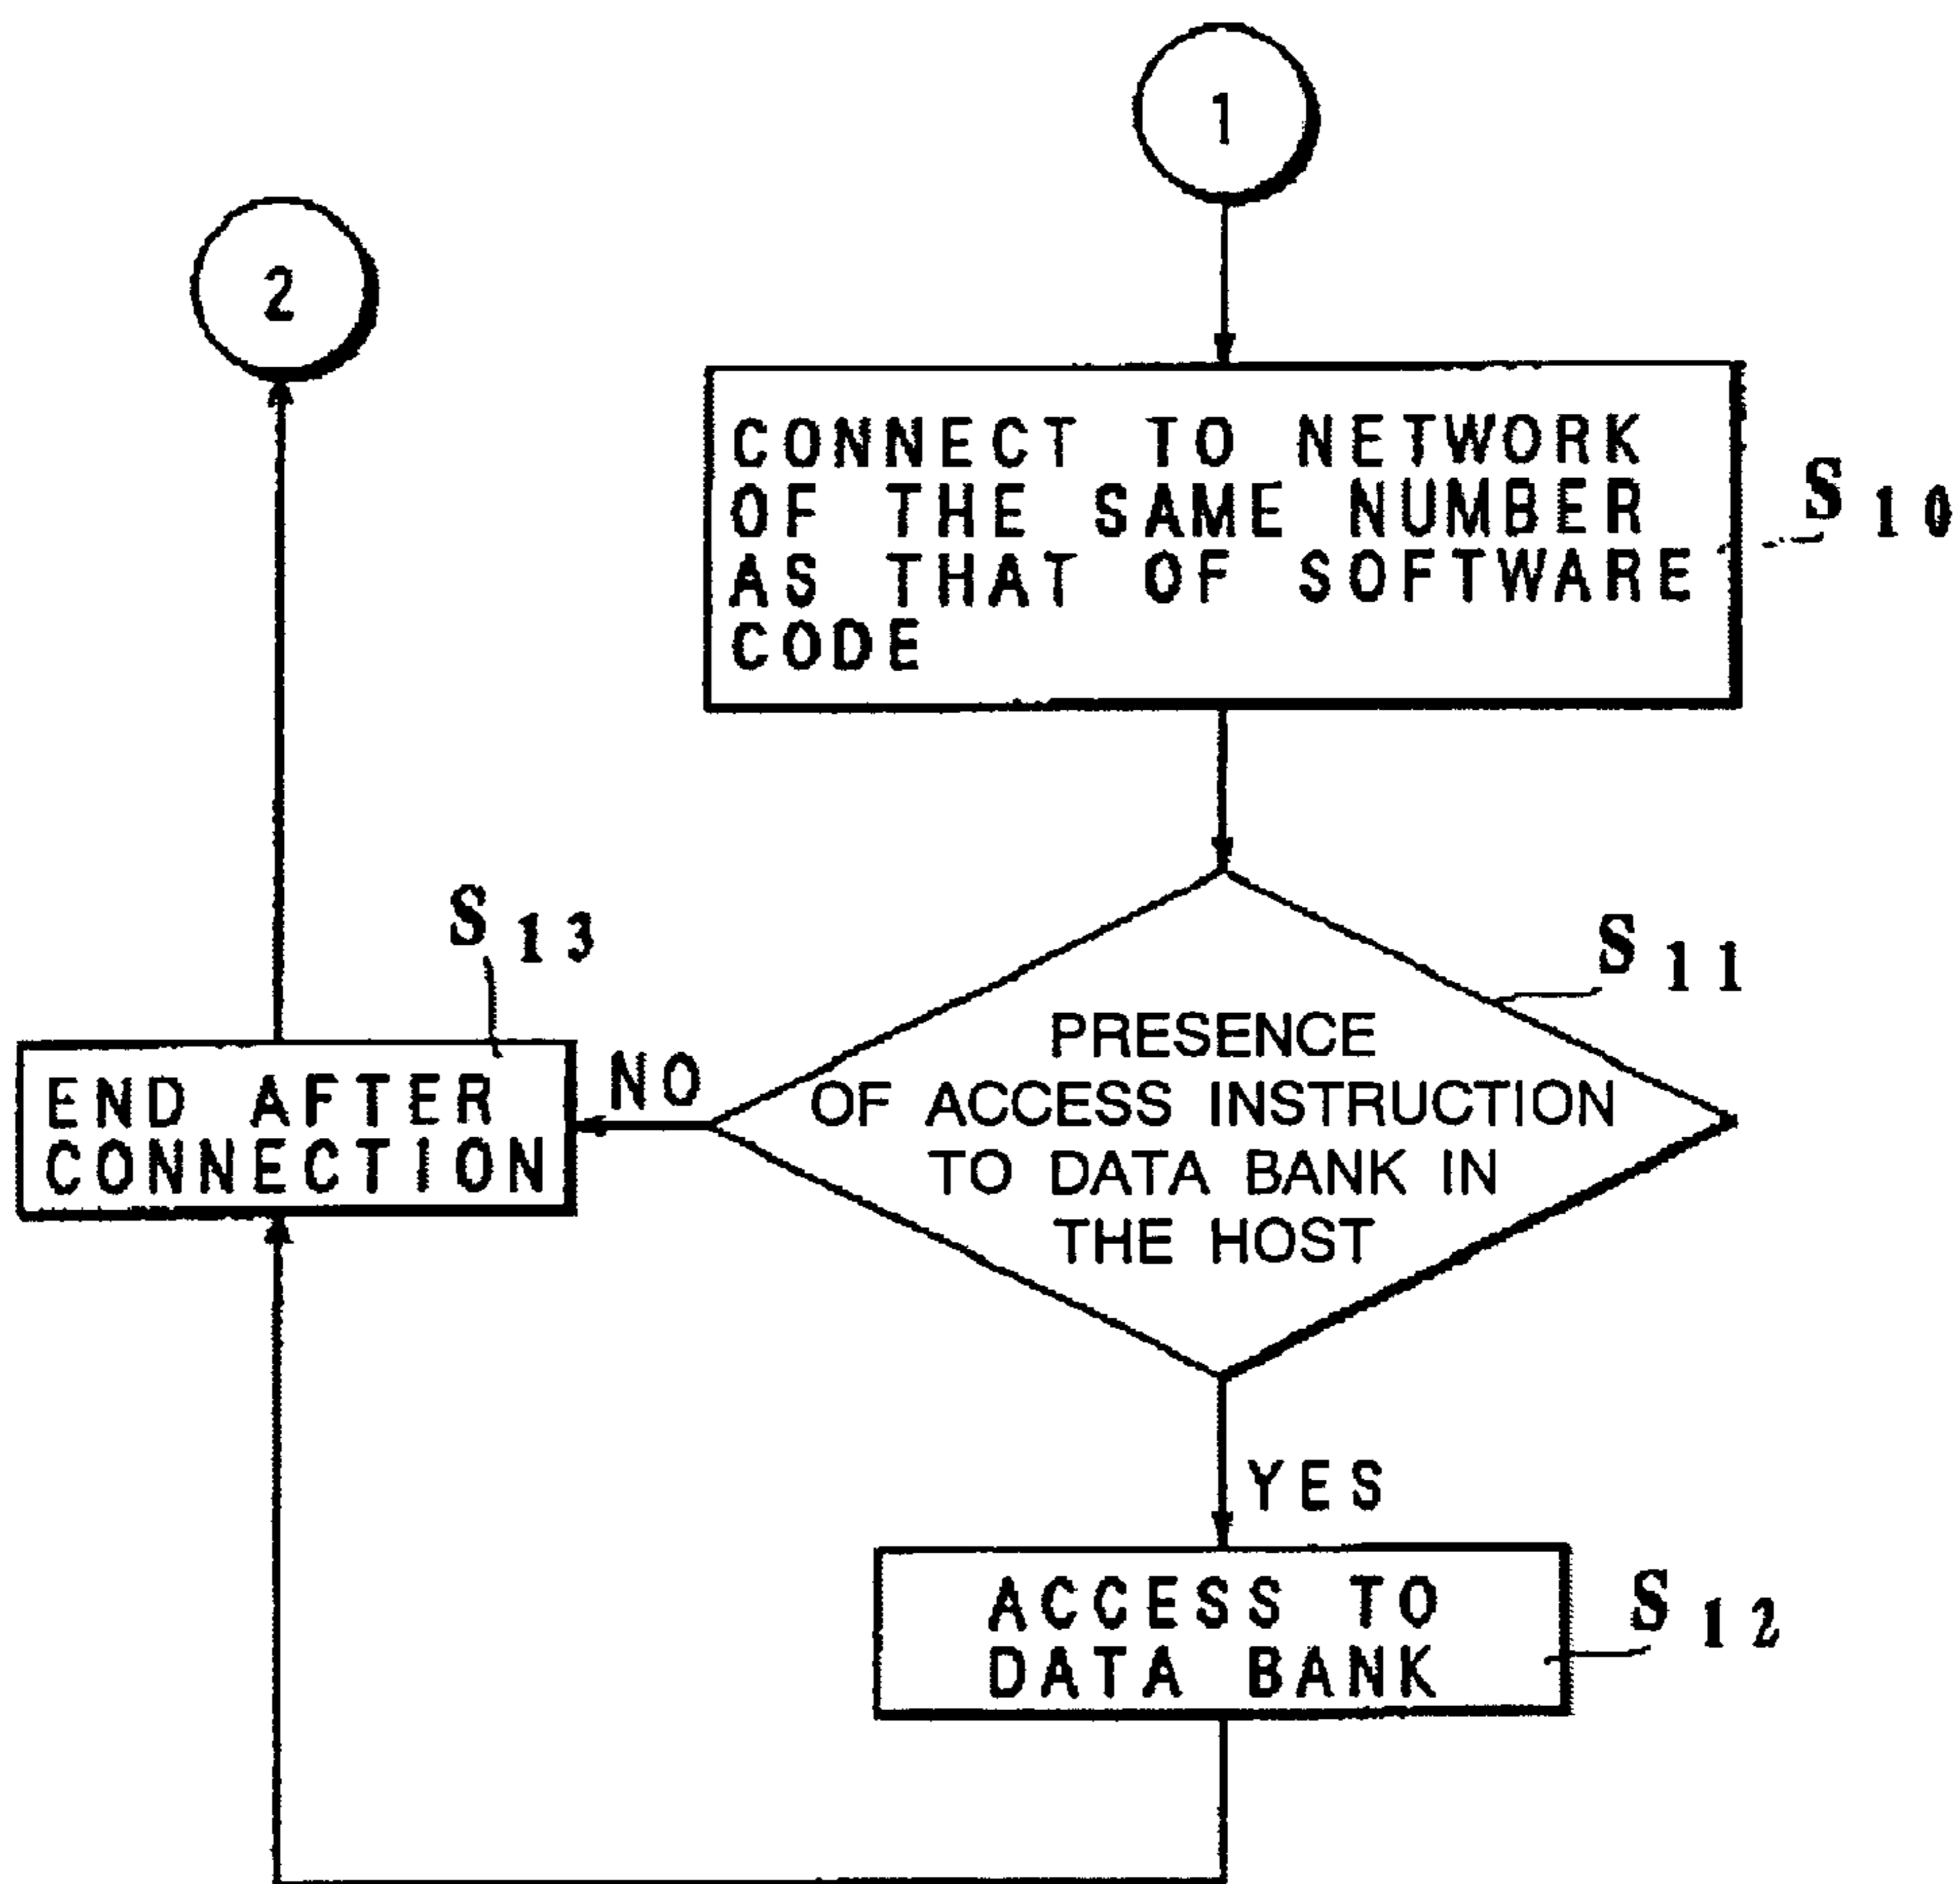 1
2
CONNECT TO NETWORK
OF THE SAME NUMBER
AS THAT OF SOFTWARE
CODE
S10
S13
S11
PRESENCE
OF ACCESS INSTRUCTION
TO DATA BANK IN
THE HOST
NO
END AFTER
CONNECTION
YES
ACCESS TO
DATA BANK
S12